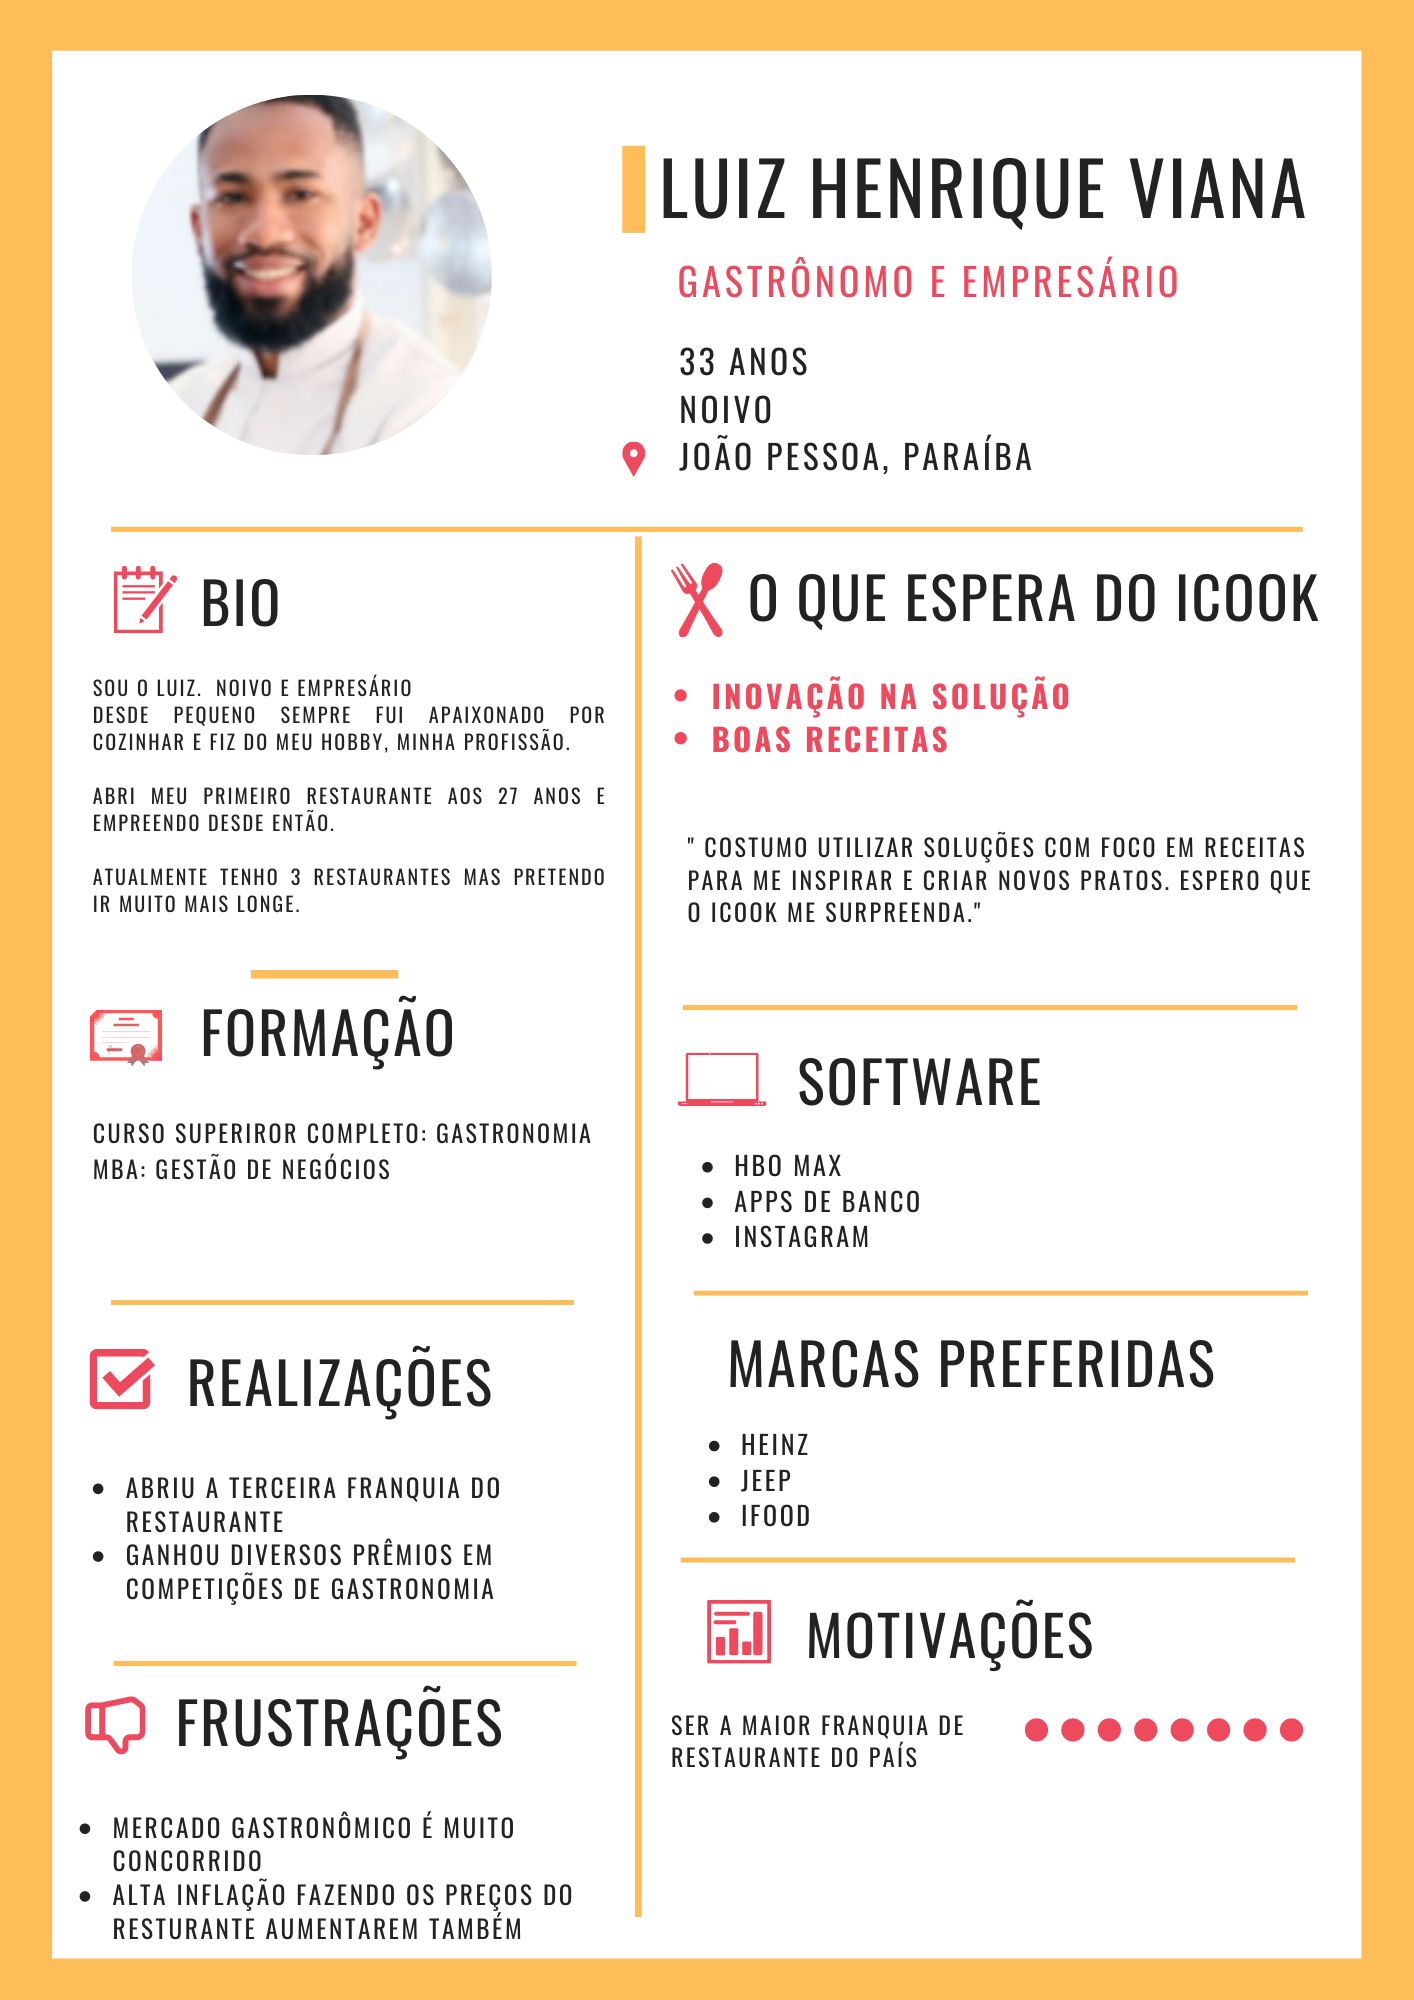 LUIZ HENRIQUE VIANA
GASTRÔNOMO E EMPRESÁRIO
33 ANOS
NOIVO
JOÃO PESSOA, PARAÍBA
BIO
SOU O LUIZ. NOIVO E EMPRESÁRIO
DESDE PEQUENO SEMPRE FUI APAIXONADO POR
COZINHAR E FIZ DO MEU HOBBY, MINHA PROFISSÃO.
ABRI MEU PRIMEIRO RESTAURANTE AOS 27 ANOS E
EMPREENDO DESDE ENTÃO.
ATUALMENTE TENHO 3 RESTAURANTES MAS PRETENDO
IR MUITO MAIS LONGE.
FORMAÇÃO
CURSO SUPERIROR COMPLETO: GASTRONOMIA
MBA: GESTÃO DE NEGÓCIOS
REALIZAÇÕES
• ABRIU A TERCEIRA FRANQUIA DO
RESTAURANTE
• GANHOU DIVERSOS PRÊMIOS EM
COMPETIÇÕES DE GASTRONOMIA
FRUSTRAÇÕES
• MERCADO GASTRONÔMICO É MUITO
CONCORRIDO
• ALTA INFLAÇÃO FAZENDO OS PREÇOS DO
RESTURANTE AUMENTAREM TAMBÉM
O QUE ESPERA DO ICOOK
• INOVAÇÃO NA SOLUÇÃO
• BOAS RECEITAS
" COSTUMO UTILIZAR SOLUÇÕES COM FOCO EM RECEITAS
PARA ME INSPIRAR E CRIAR NOVOS PRATOS. ESPERO QUE
O ICOOK ME SURPREENDA."
SOFTWARE
• HBO MAX
• APPS DE BANCO
• INSTAGRAM
MARCAS PREFERIDAS
• HEINZ
• JEEP
• IFOOD
MOTIVAÇÕES
SER A MAIOR FRANQUIA DE
RESTAURANTE DO PAÍS